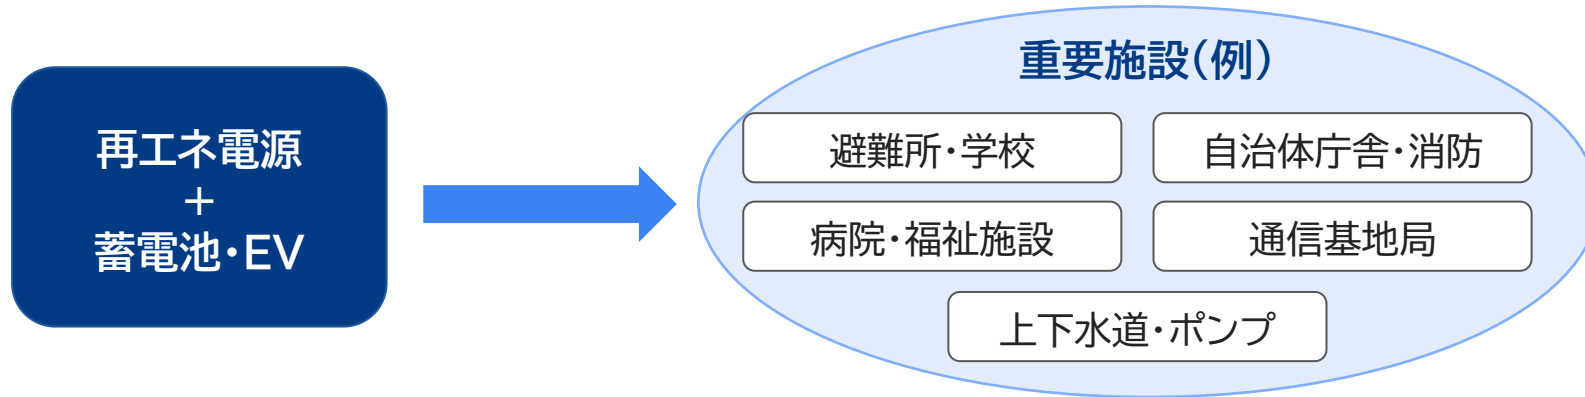 再エネ電源
+
蓄電池・EV
重要施設(例)
避難所・学校
自治体庁舎・消防
病院・福祉施設
通信基地局
上下水道・ポンプ